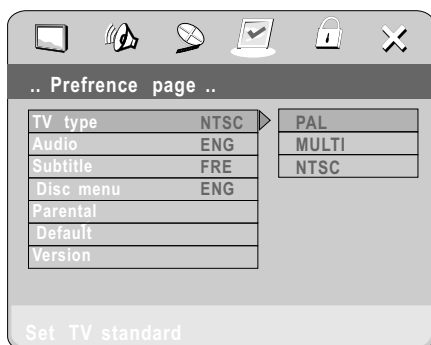 .. Prefrence page ..
TV type NTSC PAL
Audio ENG MULTI
Subtitle FRE NTSC
Disc menu ENG
Parental
Default
Version
Set TV standard